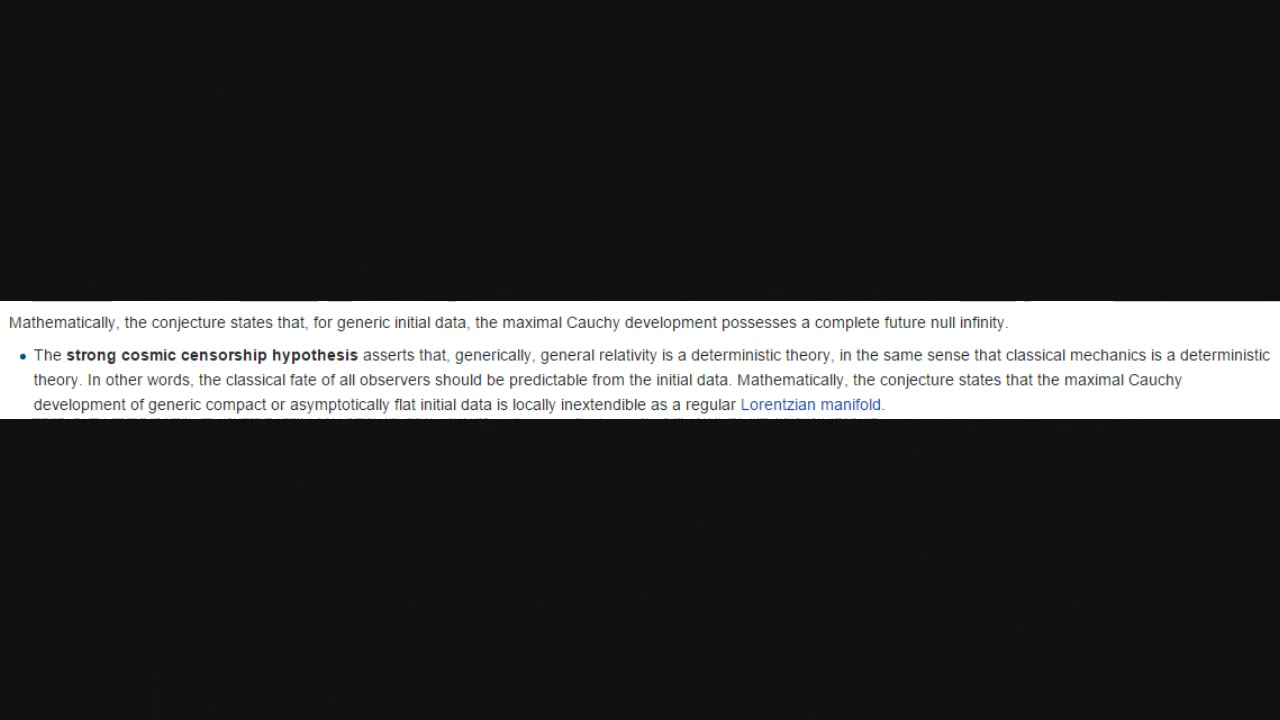 Mathematically, the conjecture states that, for generic initial data, the maximal Cauchy development possesses a complete future null infinity.
• The strong cosmic censorship hypothesis asserts that, generically, general relativity is a deterministic theory, in the same sense that classical mechanics is a deterministic
theory. In other words, the classical fate of all observers should be predictable from the initial data. Mathematically, the conjecture states that the maximal Cauchy
development of generic compact or asymptotically flat initial data is locally inextendible as a regular Lorentzian manifold.